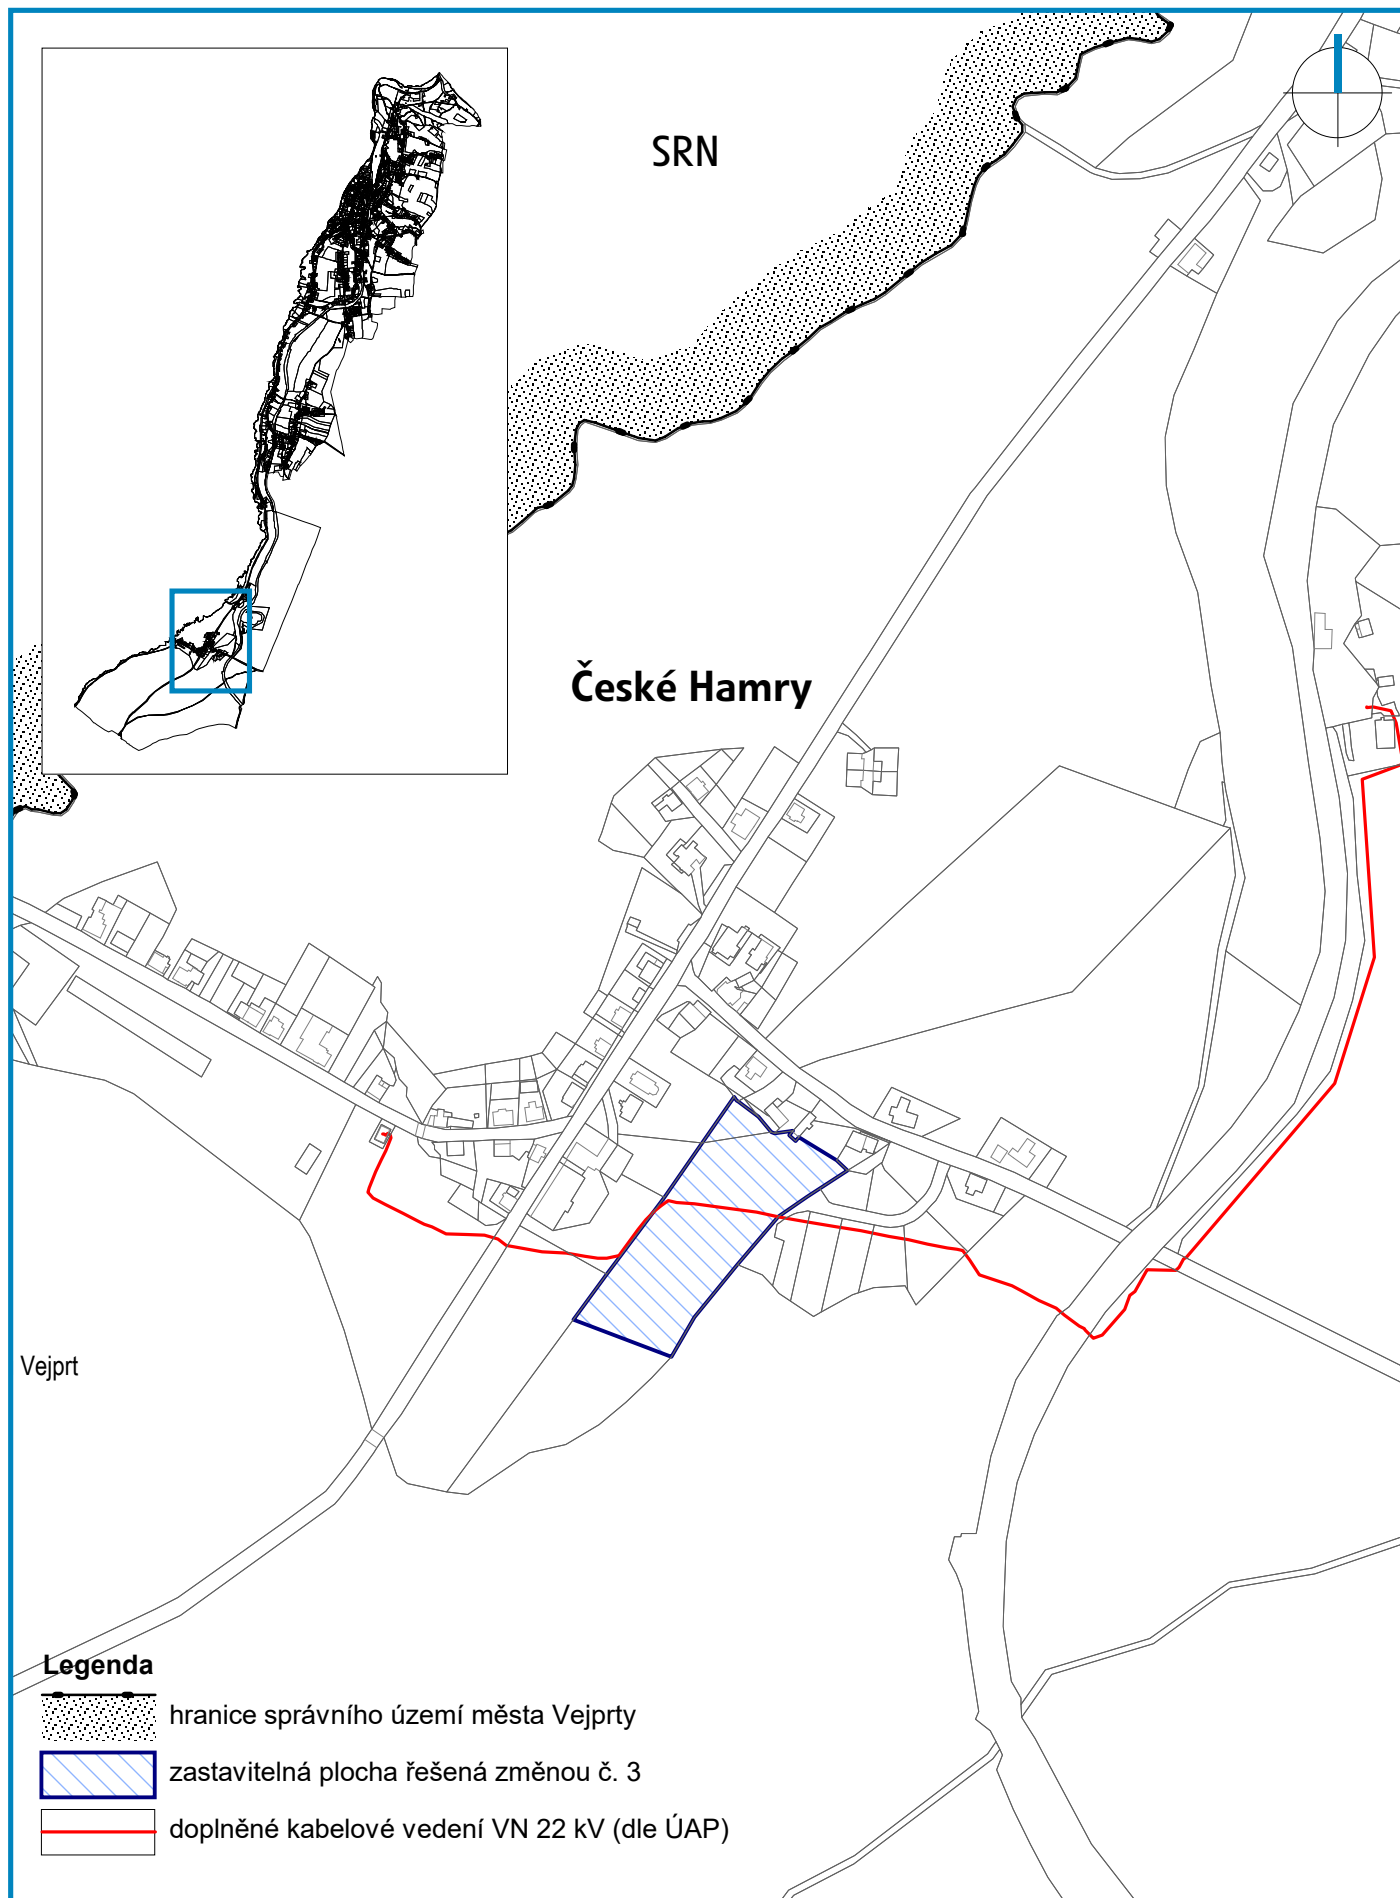 SRN
České Hamry
Vejprt
Legenda
hranice správního území města Vejprty
zastavitelná plocha řešená změnou č. 3
doplněné kabelové vedení VN 22 kV (dle ÚAP)